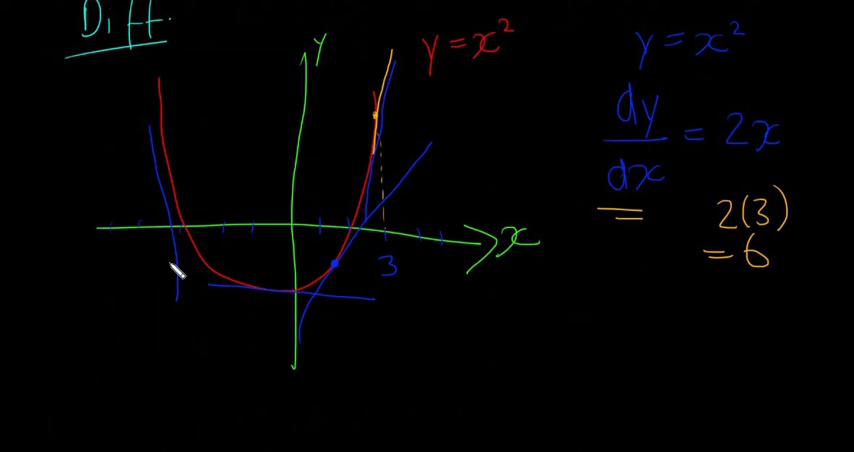 Diff.
y
y = x²
y = x²
dy/dx = 2x
2(3)
= 6
x
3